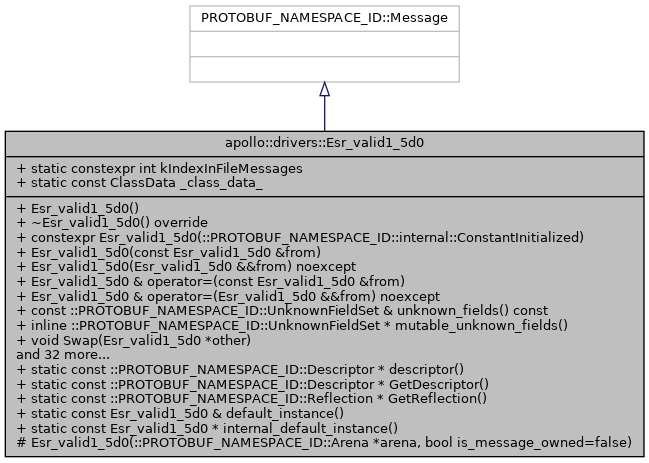 PROTOBUF_NAMESPACE_ID::Message
apollo::drivers::Esr_valid1_5d0
+ static constexpr int kIndexInFileMessages
+ static const ClassData _class_data_
+ Esr_valid1_5d0()
+ ~Esr_valid1_5d0() override
+ constexpr Esr_valid1_5d0(::PROTOBUF_NAMESPACE_ID::internal::ConstantInitialized)
+ Esr_valid1_5d0(const Esr_valid1_5d0 &from)
+ Esr_valid1_5d0(Esr_valid1_5d0 &&from) noexcept
+ Esr_valid1_5d0 & operator=(const Esr_valid1_5d0 &from)
+ Esr_valid1_5d0 & operator=(Esr_valid1_5d0 &&from) noexcept
+ const ::PROTOBUF_NAMESPACE_ID::UnknownFieldSet & unknown_fields() const
+ inline ::PROTOBUF_NAMESPACE_ID::UnknownFieldSet * mutable_unknown_fields()
+ void Swap(Esr_valid1_5d0 *other)
and 32 more...
+ static const ::PROTOBUF_NAMESPACE_ID::Descriptor * descriptor()
+ static const ::PROTOBUF_NAMESPACE_ID::Descriptor * GetDescriptor()
+ static const ::PROTOBUF_NAMESPACE_ID::Reflection * GetReflection()
+ static const Esr_valid1_5d0 & default_instance()
+ static const Esr_valid1_5d0 * internal_default_instance()
# Esr_valid1_5d0(::PROTOBUF_NAMESPACE_ID::Arena *arena, bool is_message_owned=false)